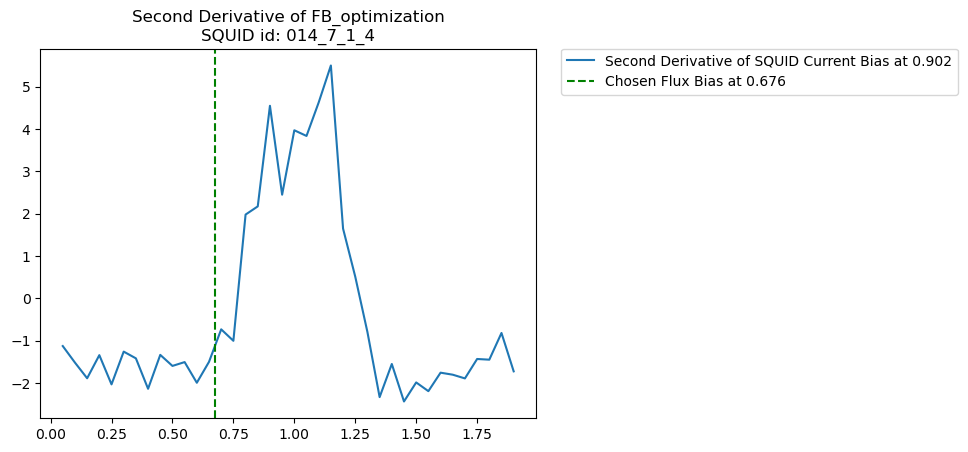 Second Derivative of FB_optimization
SQUID id: 014_7_1_4
Second Derivative of SQUID Current Bias at 0.902
Chosen Flux Bias at 0.676
5
4
3
2
1
0
−1
−2
0.00 0.25 0.50 0.75 1.00 1.25 1.50 1.75